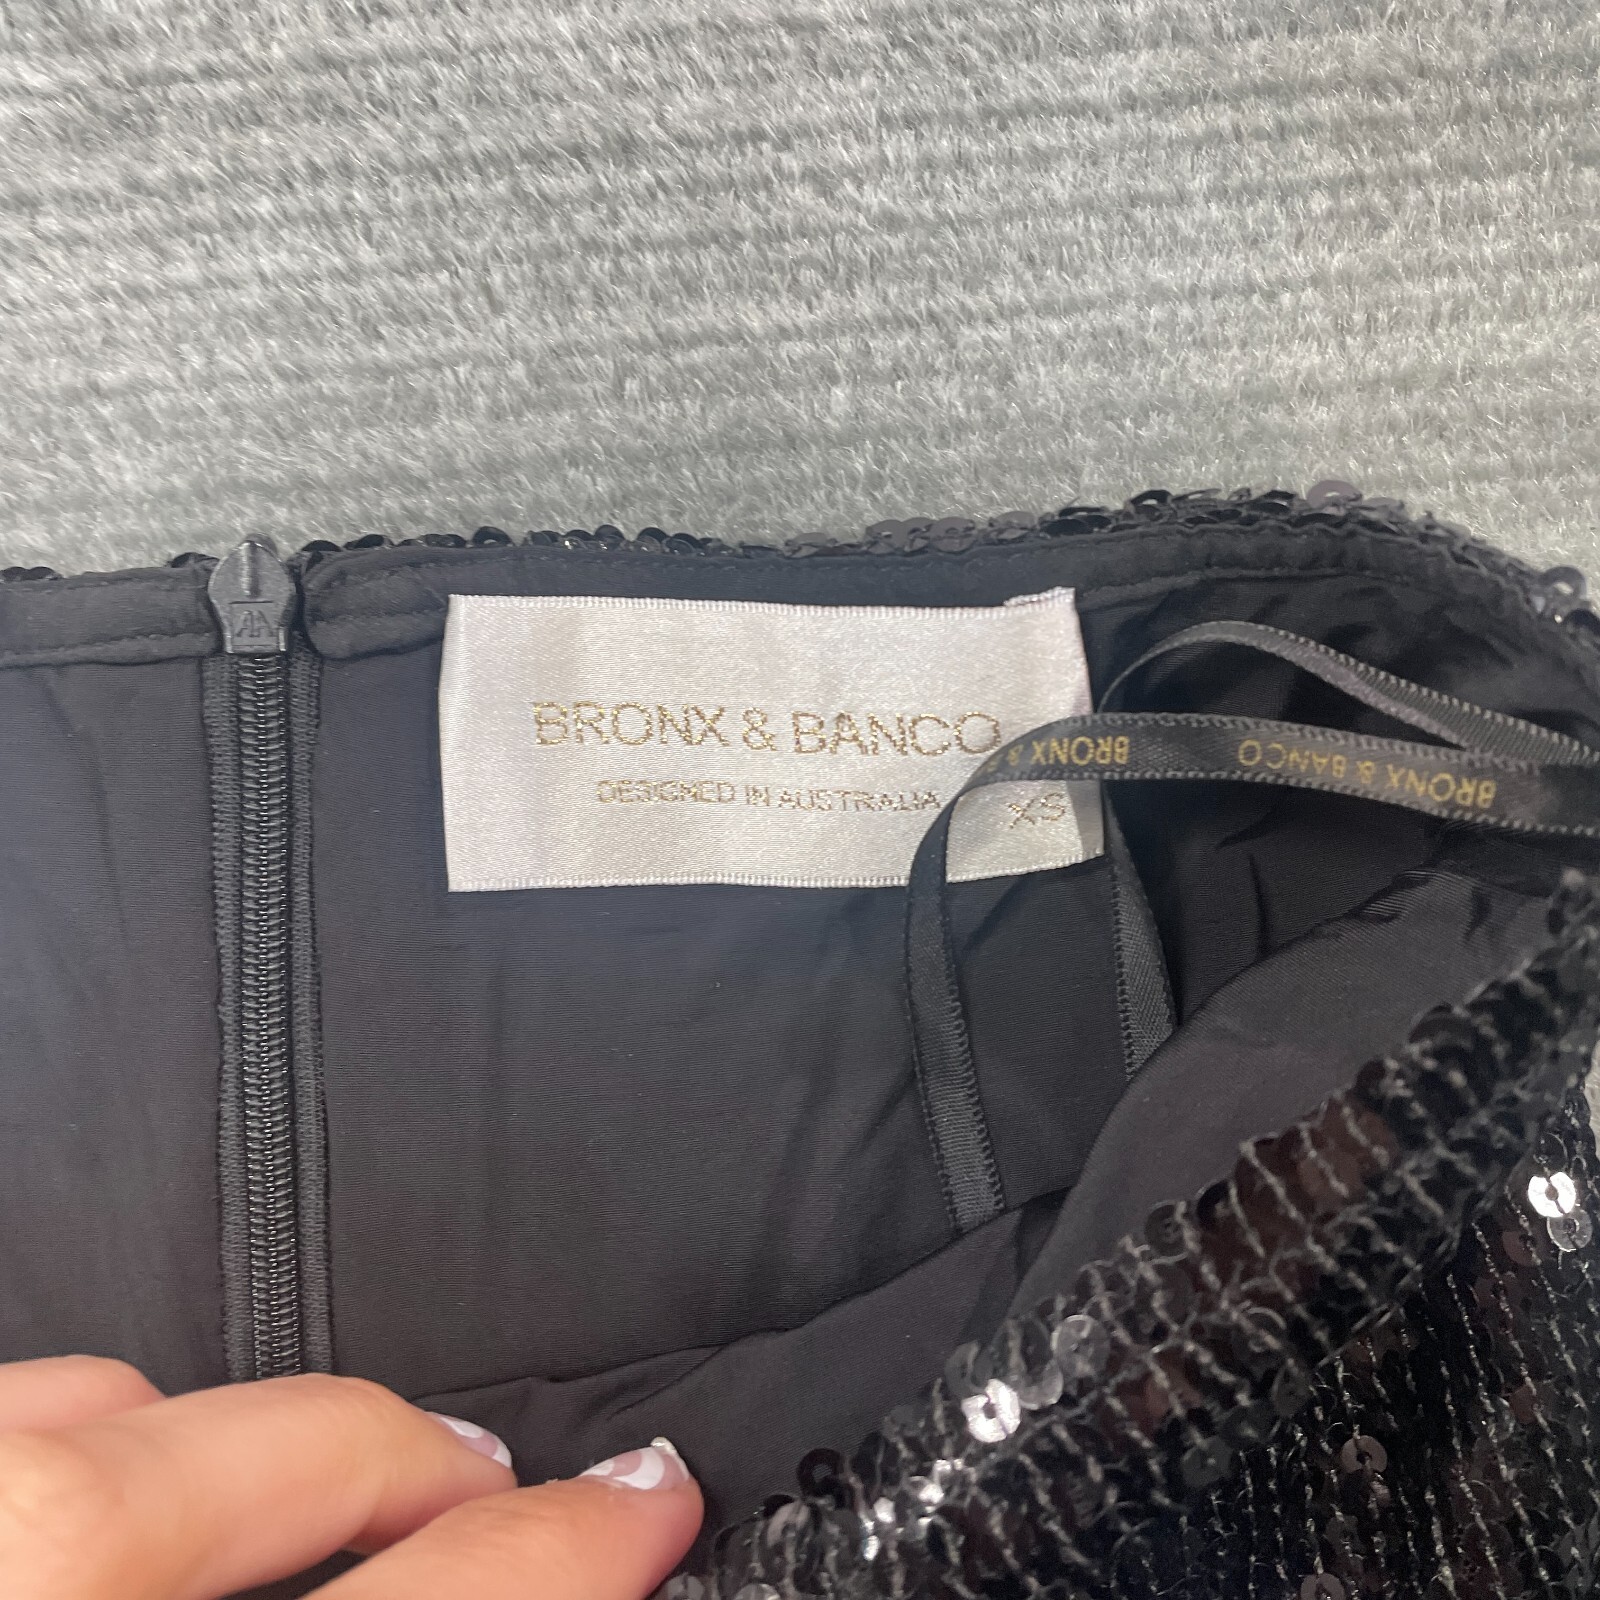 BRONX & BANCO
DESIGNED IN AUSTRALIA
XS
BRONX & BANCO
BRONX &